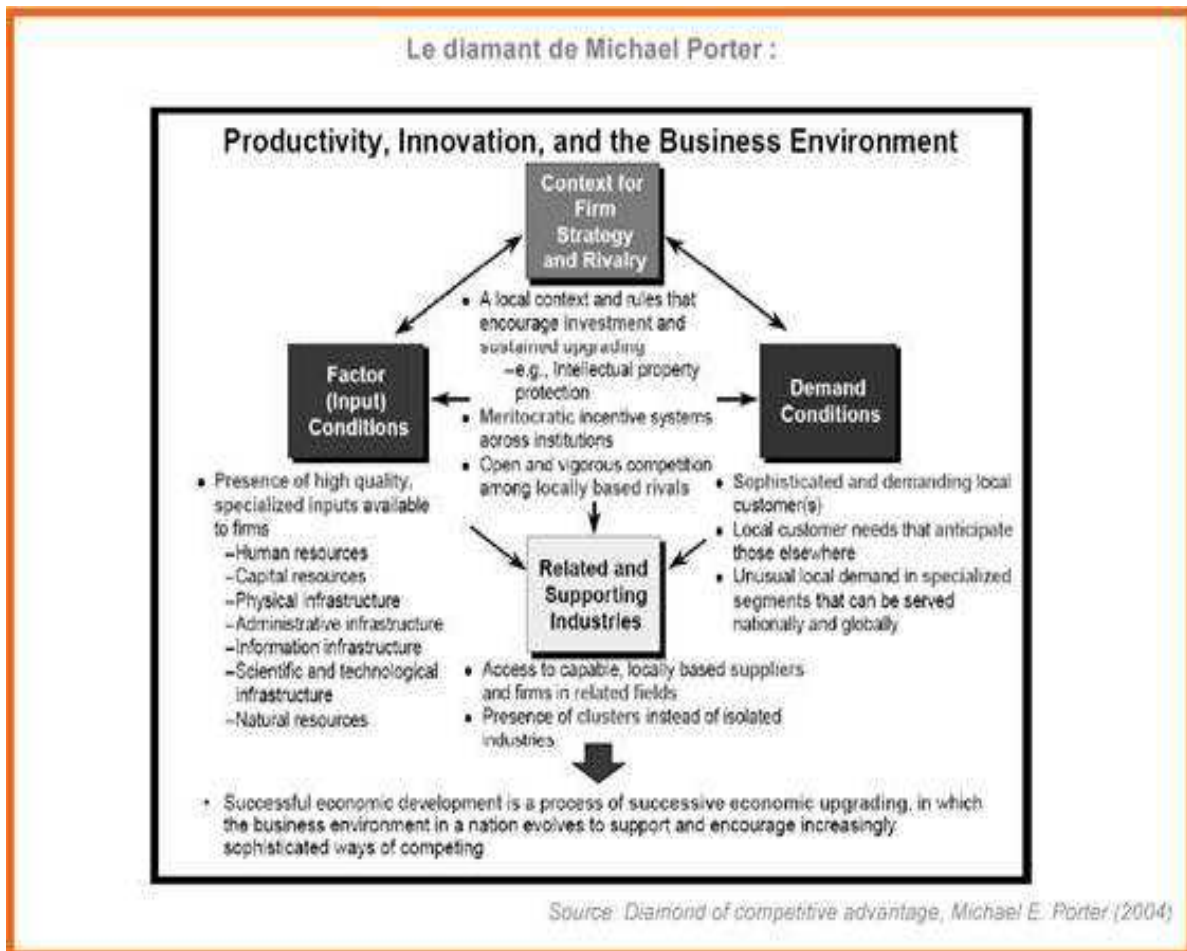 Le diamant de Michael Porter :
Productivity, Innovation, and the Business Environment
Context for
Firm
Strategy
and Rivalry
• A local context and rules that
encourage investment and
sustained upgrading
–e.g., Intellectual property
protection
• Meritocratic incentive systems
across institutions
• Open and vigorous competition
among locally based rivals
Factor
(Input)
Conditions
• Presence of high quality,
specialized inputs available
to firms
–Human resources
–Capital resources
–Physical infrastructure
–Administrative infrastructure
–Information infrastructure
–Scientific and technological
infrastructure
–Natural resources
Demand
Conditions
• Sophisticated and demanding local
customer(s)
• Local customer needs that anticipate
those elsewhere
• Unusual local demand in specialized
segments that can be served
nationally and globally
Related and
Supporting
Industries
• Access to capable, locally based suppliers
and firms in related fields
• Presence of clusters instead of isolated
industries
• Successful economic development is a process of successive economic upgrading, in which
the business environment in a nation evolves to support and encourage increasingly
sophisticated ways of competing
Source: Diamond of competitive advantage, Michael E. Porter (2004)